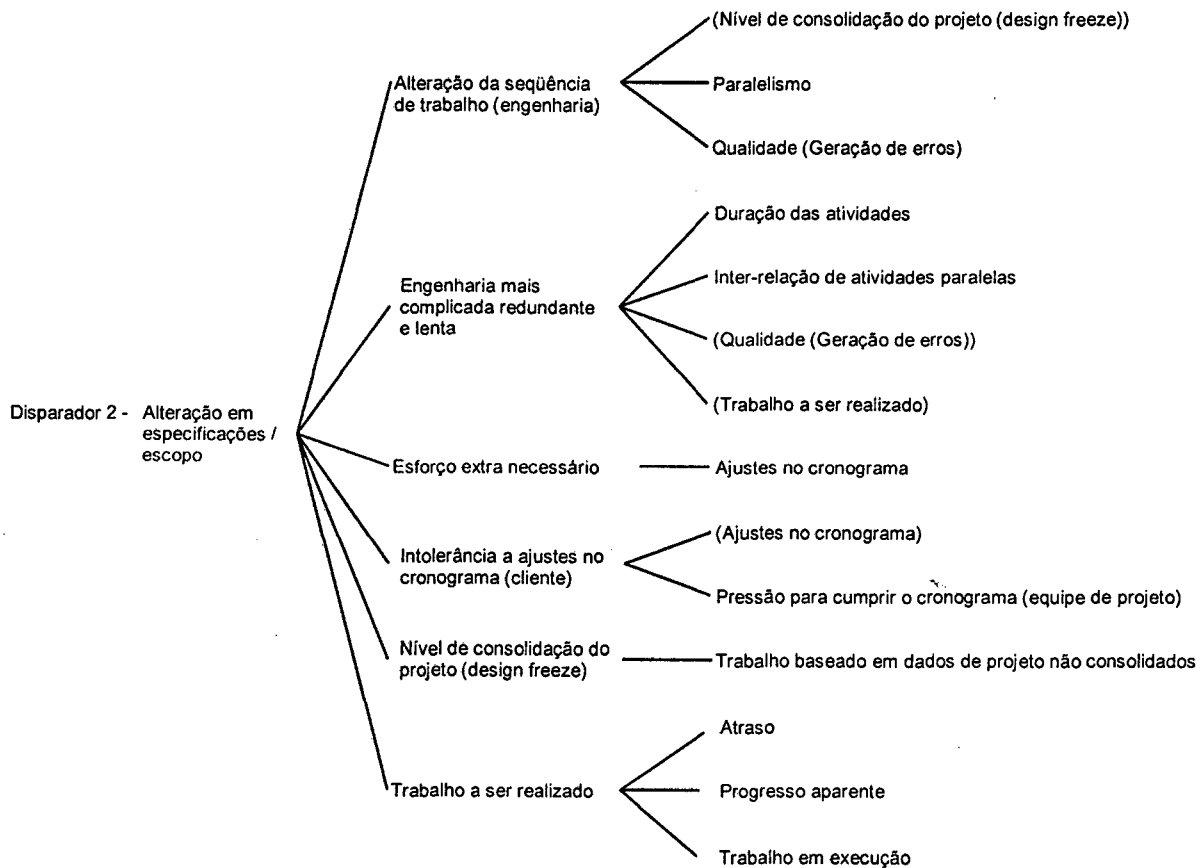 (Nível de consolidação do projeto (design freeze))
Alteração da seqüência
de trabalho (engenharia)
Paralelismo
Qualidade (Geração de erros)
Duração das atividades
Engenharia mais
complicada redundante
e lenta
Inter-relação de atividades paralelas
(Qualidade (Geração de erros))
(Trabalho a ser realizado)
Disparador 2 - Alteração em
especificações /
escopo
Esforço extra necessário
Ajustes no cronograma
Intolerância a ajustes no
cronograma (cliente)
(Ajustes no cronograma)
Pressão para cumprir o cronograma (equipe de projeto)
Nível de consolidação do
projeto (design freeze)
Trabalho baseado em dados de projeto não consolidados
Trabalho a ser realizado
Atraso
Progresso aparente
Trabalho em execução